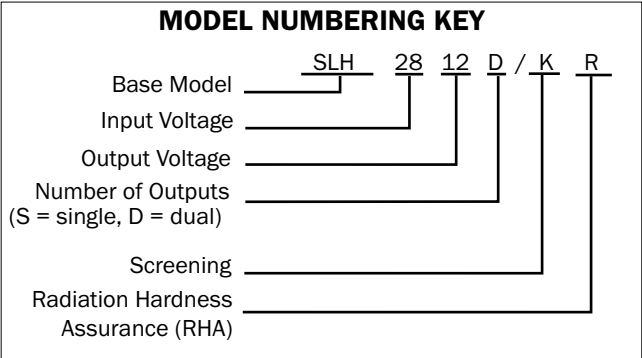 MODEL NUMBERING KEY
SLH 28 12 D / K R
Base Model
Input Voltage
Output Voltage
Number of Outputs
(S = single, D = dual)
Screening
Radiation Hardness
Assurance (RHA)